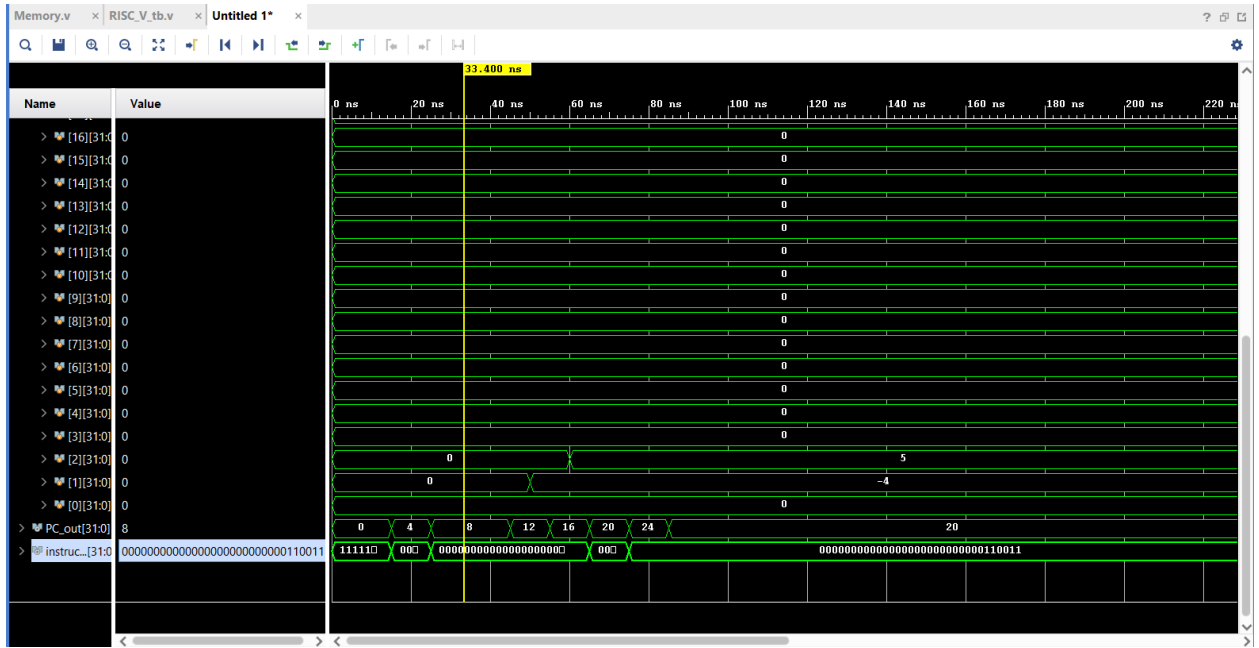 Memory.v × RISC_V_tb.v × Untitled 1* × ?
33.400 ns
Name Value 0 ns 20 ns 40 ns 60 ns 80 ns 100 ns 120 ns 140 ns 160 ns 180 ns 200 ns 220 n
[16][31:0 0 0
[15][31:0 0 0
[14][31:0 0 0
[13][31:0 0 0
[12][31:0 0 0
[11][31:0 0 0
[10][31:0 0 0
[9][31:0] 0 0
[8][31:0] 0 0
[7][31:0] 0 0
[6][31:0] 0 0
[5][31:0] 0 0
[4][31:0] 0 0
[3][31:0] 0 0
[2][31:0] 0 0 5
[1][31:0] 0 0 -4
[0][31:0] 0 0
PC_out[31:0] 8 0 4 8 12 16 20 24 20
instruc...[31:0 00000000000000000000000000110011 11111 00 0000000000000000000 00 00000000000000000000000000110011